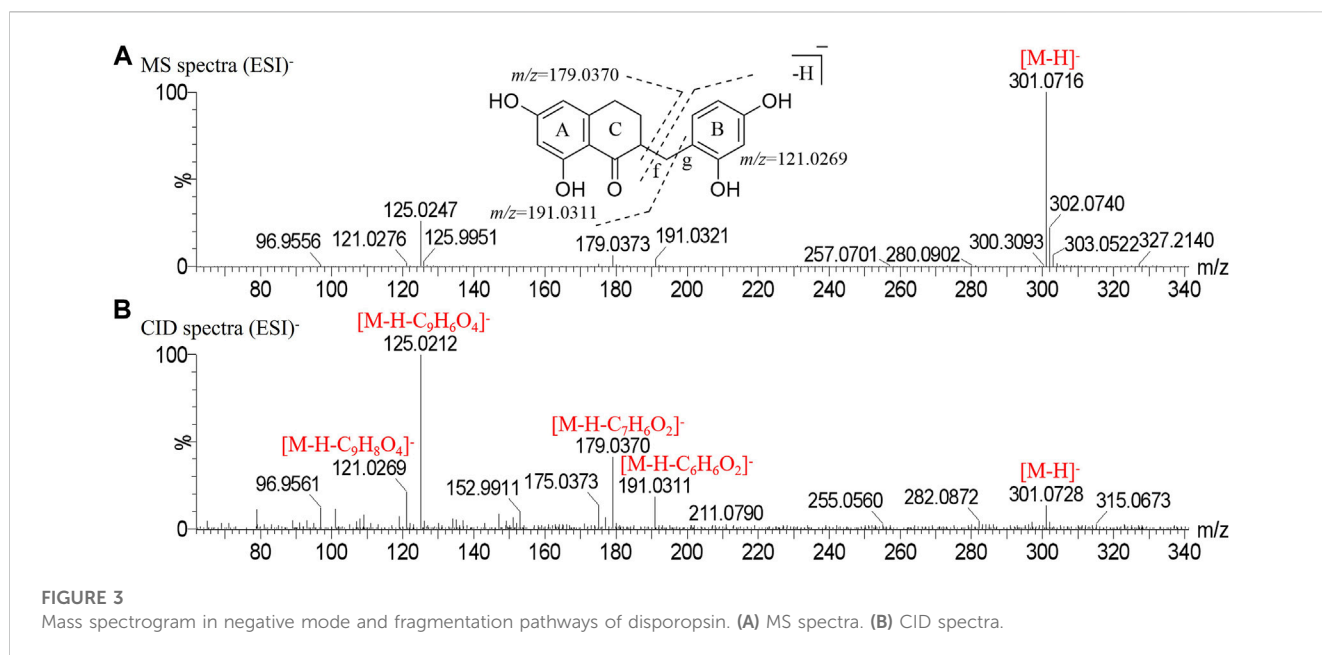 A MS spectra (ESI)-
[M-H]-
301.0716
m/z=179.0370
-H
HO
OH
A
C
B
100
%
0
OH
O
OH
f
g
m/z=121.0269
m/z=191.0311
125.0247
96.9556
121.0276
125.9951
179.0373
191.0321
257.0701
280.0902
300.3093
302.0740
303.0522
327.2140
80 100 120 140 160 180 200 220 240 260 280 300 320 340 m/z
B CID spectra (ESI)-
[M-H-C9H6O4]-
125.0212
100
%
0
[M-H-C9H8O4]-
121.0269
96.9561
152.9911
175.0373
[M-H-C7H6O2]-
179.0370
[M-H-C6H6O2]-
191.0311
211.0790
255.0560
282.0872
[M-H]-
301.0728
315.0673
80 100 120 140 160 180 200 220 240 260 280 300 320 340 m/z
FIGURE 3
Mass spectrogram in negative mode and fragmentation pathways of disporopsin. (A) MS spectra. (B) CID spectra.